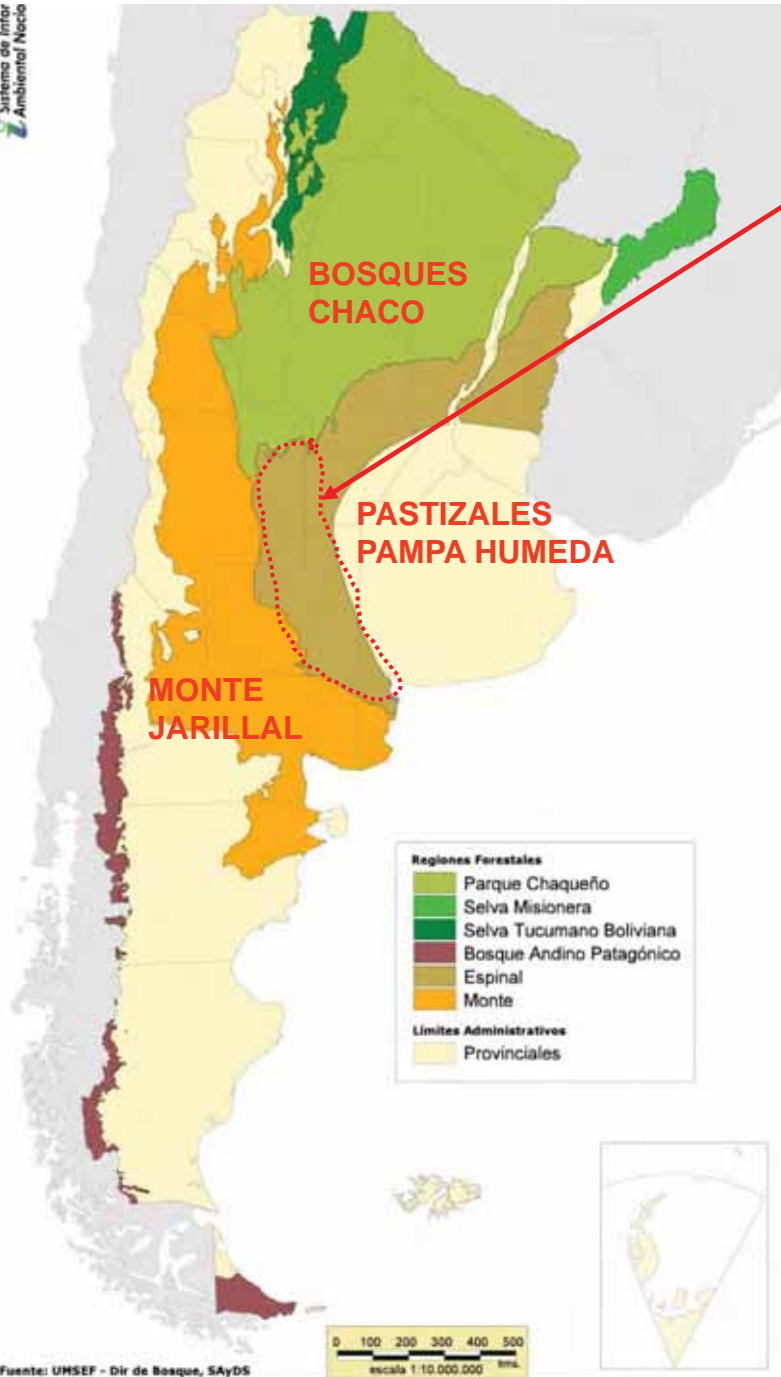 Sistema de Infor
Ambiental Nacio
BOSQUES
CHACO
PASTIZALES
PAMPA HUMEDA
MONTE
JARILLAL
Regiones Forestales
Parque Chaqueño
Selva Misionera
Selva Tucumano Boliviana
Bosque Andino Patagónico
Espinal
Monte
Límites Administrativos
Provinciales
0 100 200 300 400 500
escala 1:10.000.000 kms.
Fuente: UMSEF - Dir de Bosque, SAyDS